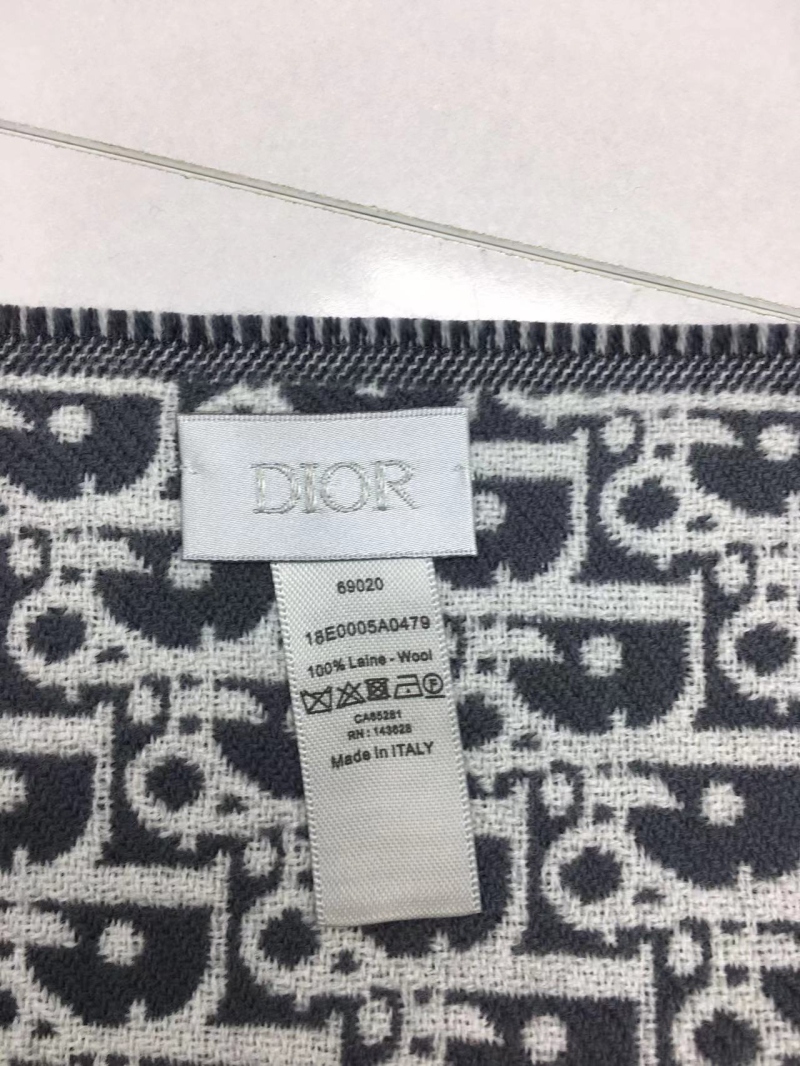 DIOR
69020
18E0005A0479
100% Laine - Wool
CA65281
RN : 143628
Made in ITALY